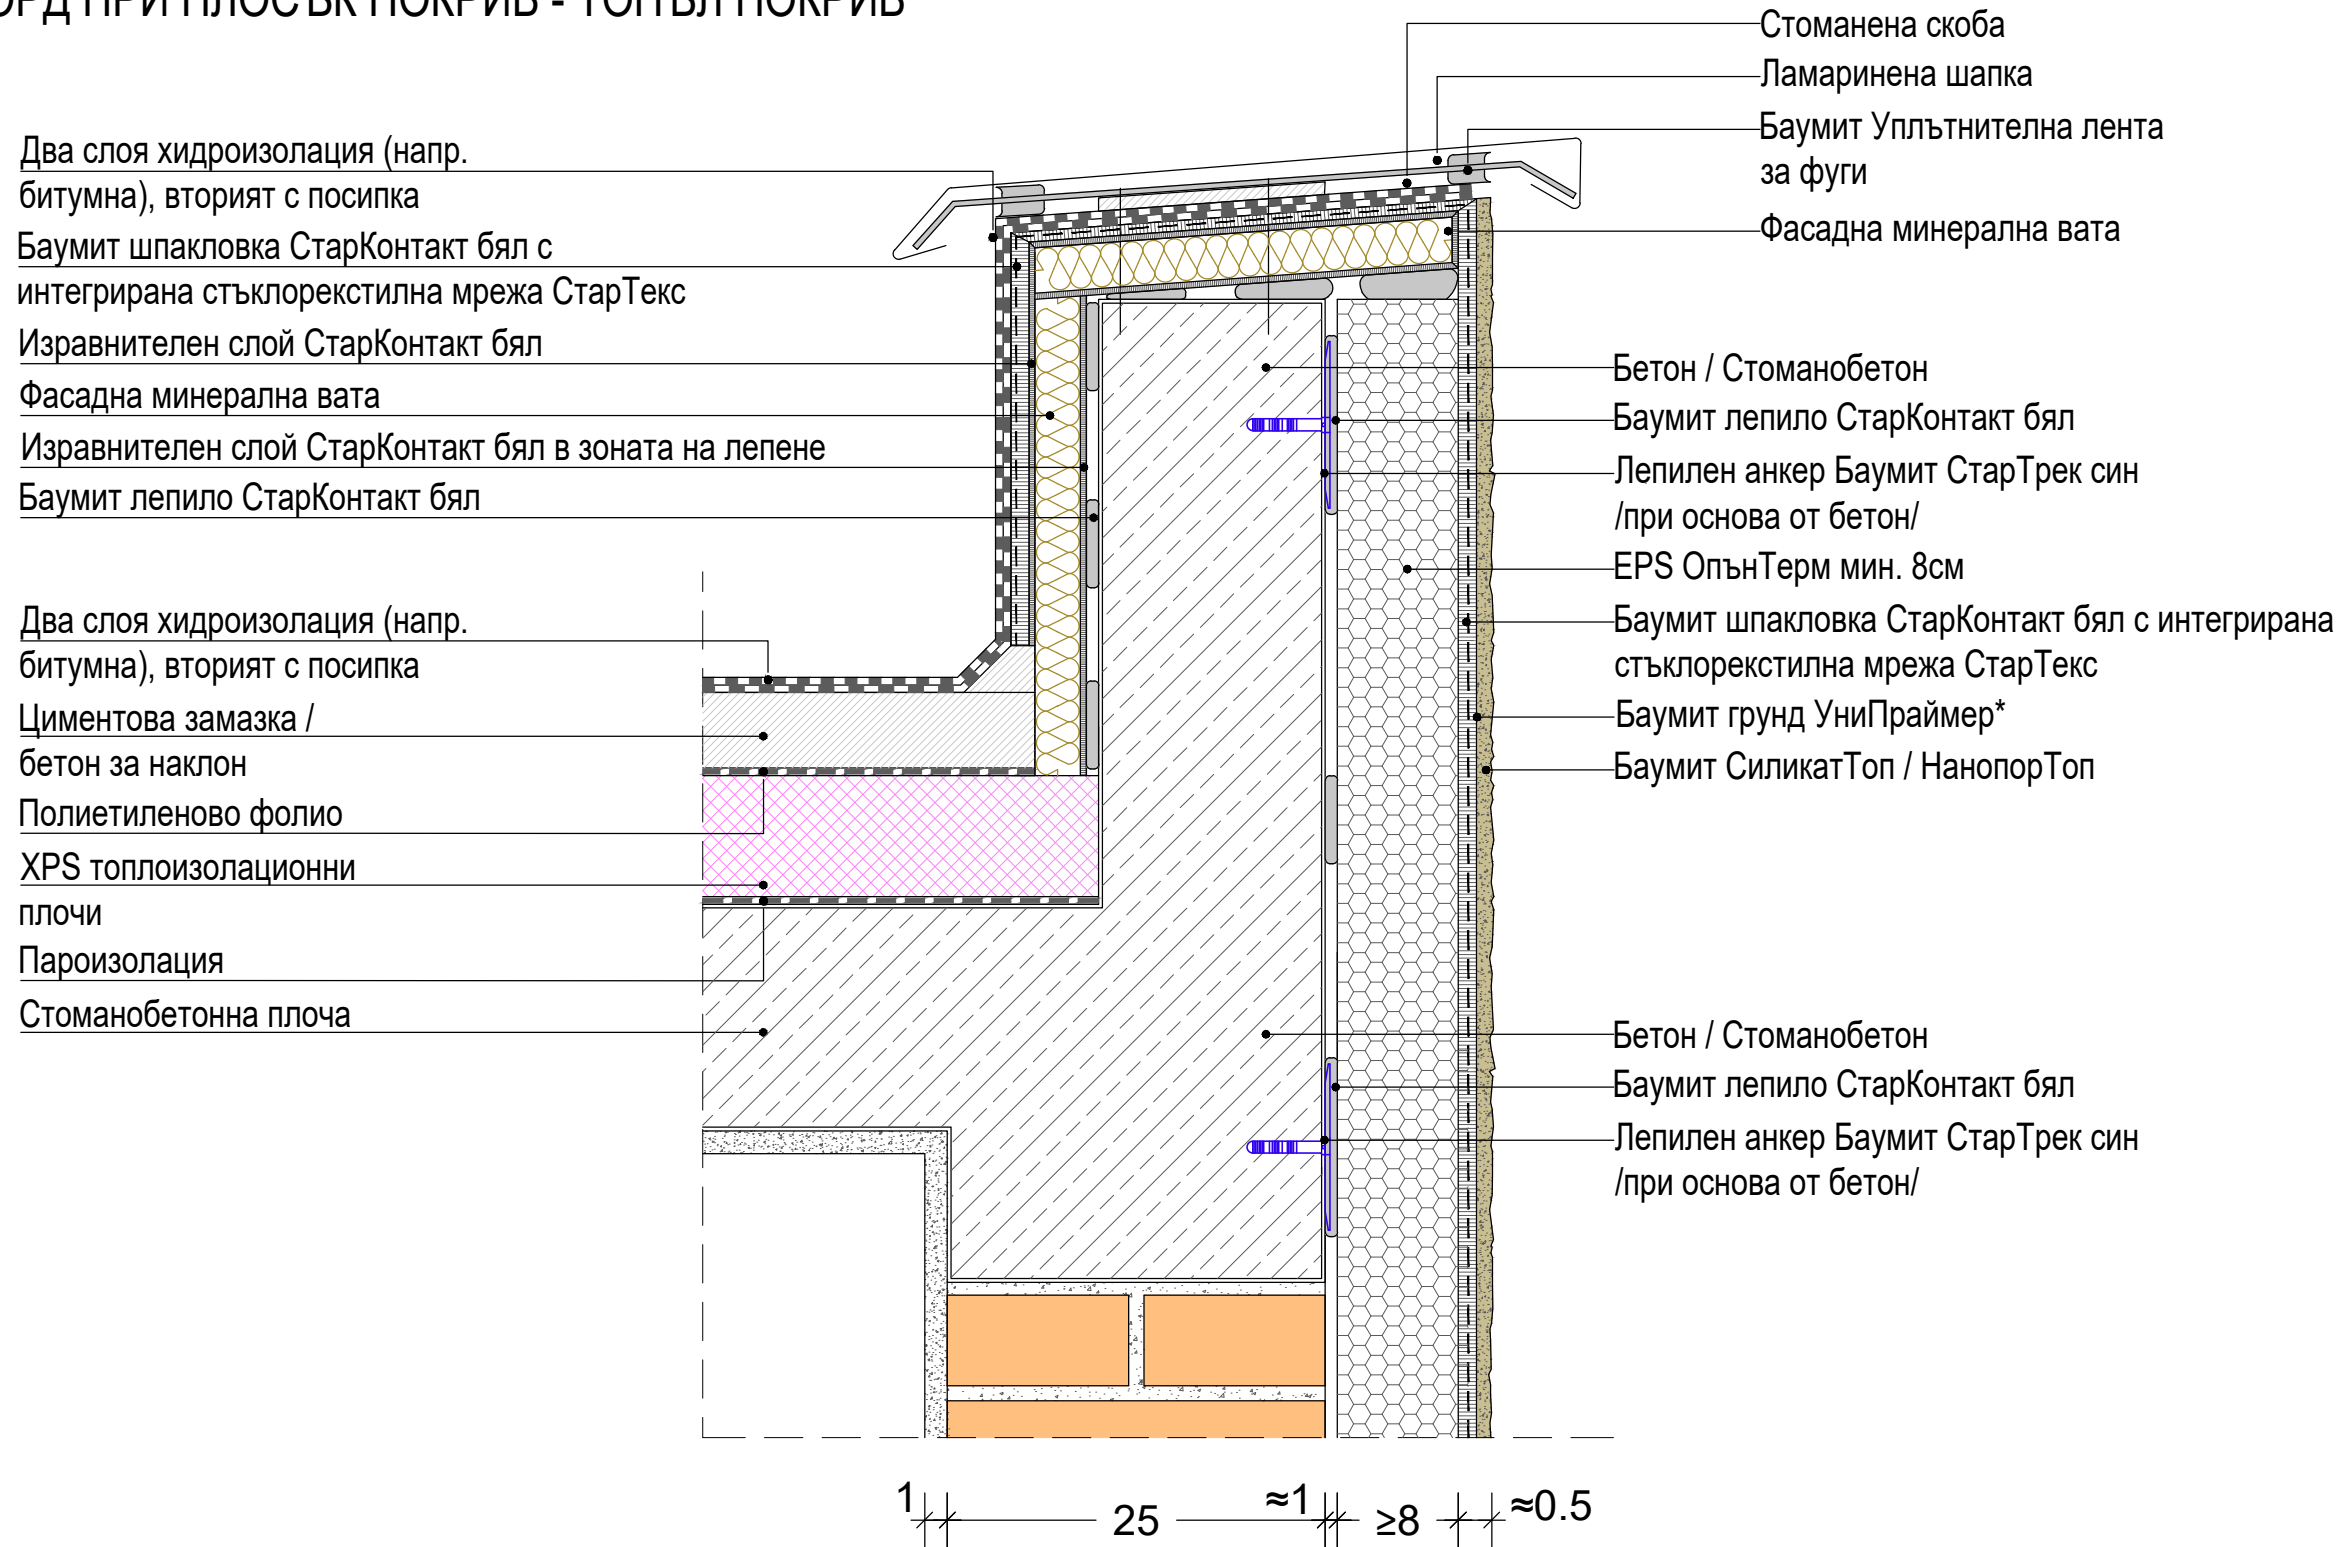 ПРИ ПЛОСЪК ПОКРИВ - ТОПЪЛ ПОКРИВ
Два слоя хидроизолация (напр.
битумна), вторият с посипка
Баумит шпакловка СтарКонтакт бял с
интегрирана стъклорекстилна мрежа СтарТекс
Изравнителен слой СтарКонтакт бял
Фасадна минерална вата
Изравнителен слой СтарКонтакт бял в зоната на лепене
Баумит лепило СтарКонтакт бял
Два слоя хидроизолация (напр.
битумна), вторият с посипка
Циментова замазка /
бетон за наклон
Полиетиленово фолио
XPS топлоизолационни
плочи
Пароизолация
Стоманобетонна плоча
Стоманена скоба
Ламаринена шапка
Баумит Уплътнителна лента
за фуги
Фасадна минерална вата
Бетон / Стоманобетон
Баумит лепило СтарКонтакт бял
Лепилен анкер Баумит СтарТрек син
/при основа от бетон/
EPS ОпънТерм мин. 8см
Баумит шпакловка СтарКонтакт бял с интегрирана
стъклорекстилна мрежа СтарТекс
Баумит грунд УниПраймер*
Баумит СиликатТоп / НанопорТоп
Бетон / Стоманобетон
Баумит лепило СтарКонтакт бял
Лепилен анкер Баумит СтарТрек син
/при основа от бетон/
1 25 ≈1 ≥8 ≈0.5